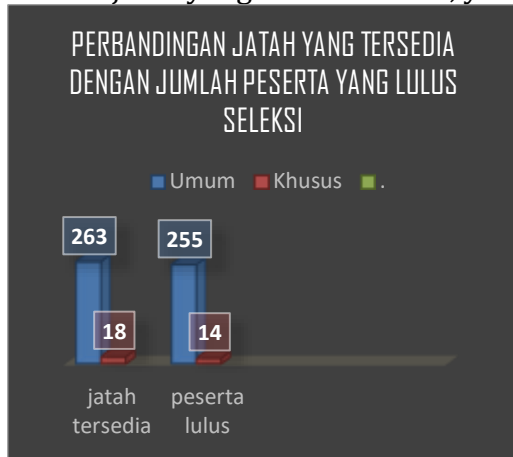 PERBANDINGAN JATAH YANG TERSEDIA
DENGAN JUMLAH PESERTA YANG LULUS
SELEKSI
Umum Khusus .
263 255
18 14
jatah peserta
tersedia lulus